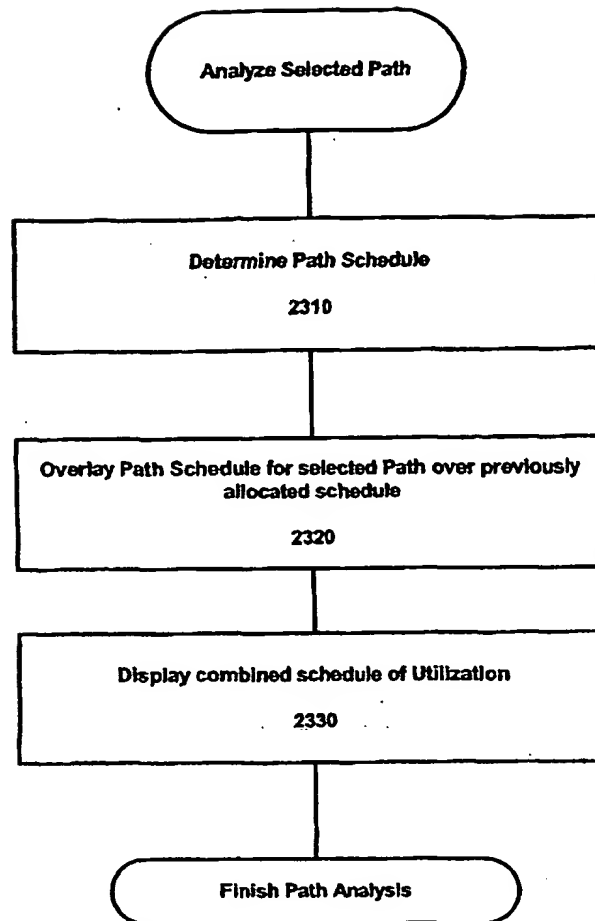 Analyze Selected Path
Determine Path Schedule
2310
Overlay Path Schedule for selected Path over previously
allocated schedule
2320
Display combined schedule of Utilization
2330
Finish Path Analysis